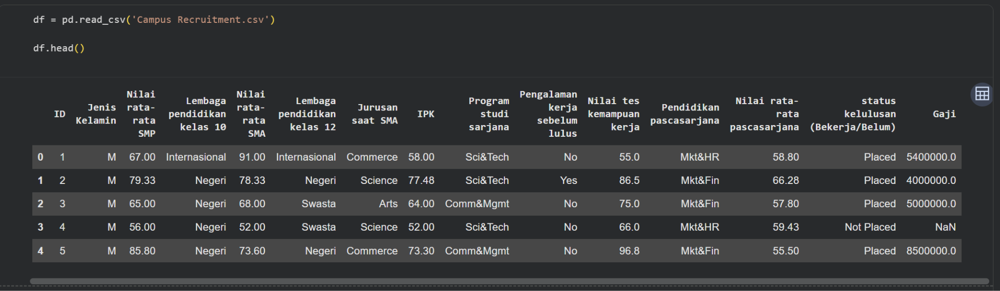 df = pd.read_csv('Campus Recruitment.csv')
df.head()
ID Jenis Kelamin Nilai rata-rata SMP Lembaga pendidikan kelas 10 Nilai rata-rata SMA Lembaga pendidikan kelas 12 Jurusan saat SMA IPK Program studi sarjana Pengalaman kerja sebelum lulus Nilai tes kemampuan kerja Pendidikan pascasarjana Nilai rata-rata pascasarjana status kelulusan (Bekerja/Belum) Gaji
0 1 M 67.00 Internasional 91.00 Internasional Commerce 58.00 Sci&Tech No 55.0 Mkt&HR 58.80 Placed 5400000.0
1 2 M 79.33 Negeri 78.33 Negeri Science 77.48 Sci&Tech Yes 86.5 Mkt&Fin 66.28 Placed 4000000.0
2 3 M 65.00 Negeri 68.00 Swasta Arts 64.00 Comm&Mgmt No 75.0 Mkt&Fin 57.80 Placed 5000000.0
3 4 M 56.00 Negeri 52.00 Swasta Science 52.00 Sci&Tech No 66.0 Mkt&HR 59.43 Not Placed NaN
4 5 M 85.80 Negeri 73.60 Negeri Commerce 73.30 Comm&Mgmt No 96.8 Mkt&Fin 55.50 Placed 8500000.0